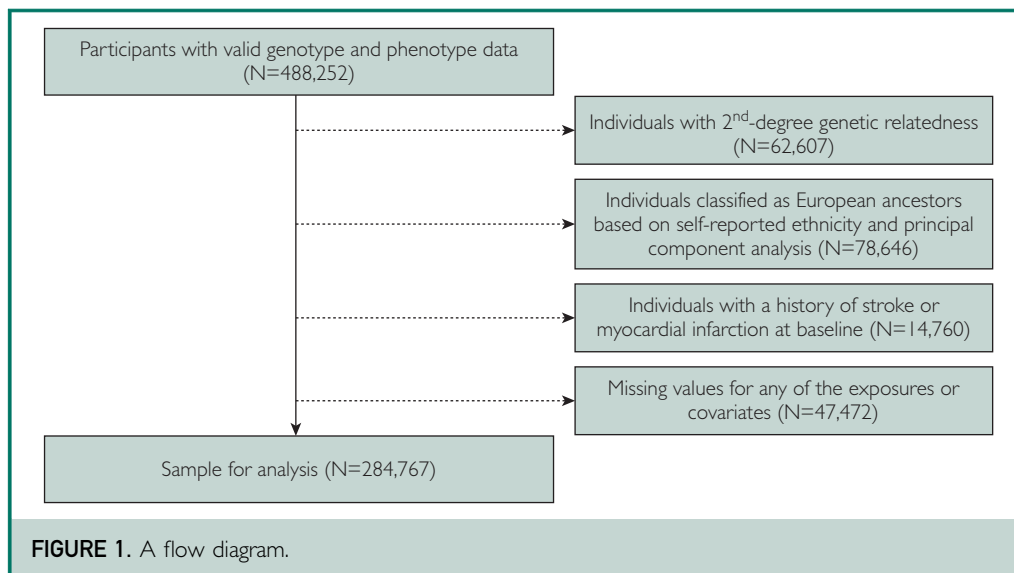 Participants with valid genotype and phenotype data
(N=488,252)
Individuals with 2nd-degree genetic relatedness
(N=62,607)
Individuals classified as European ancestors
based on self-reported ethnicity and principal
component analysis (N=78,646)
Individuals with a history of stroke or
myocardial infarction at baseline (N=14,760)
Missing values for any of the exposures or
covariates (N=47,472)
Sample for analysis (N=284,767)
FIGURE 1. A flow diagram.